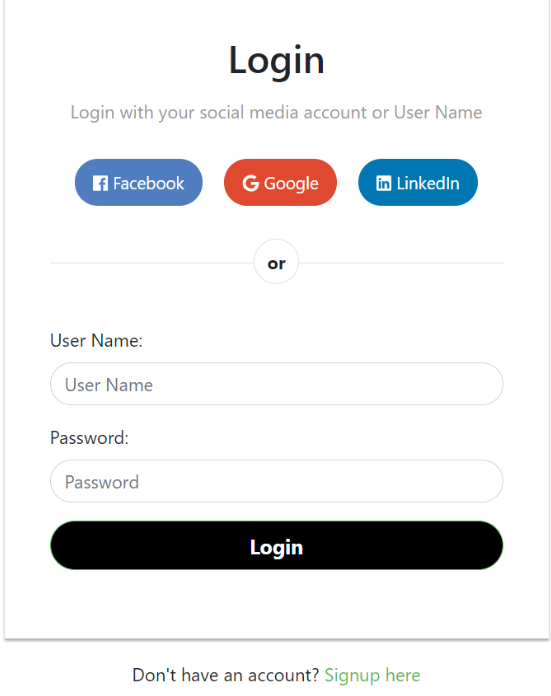 Login
Login with your social media account or User Name
Facebook Google LinkedIn
or
User Name:
User Name
Password:
Password
Login
Don't have an account? Signup here